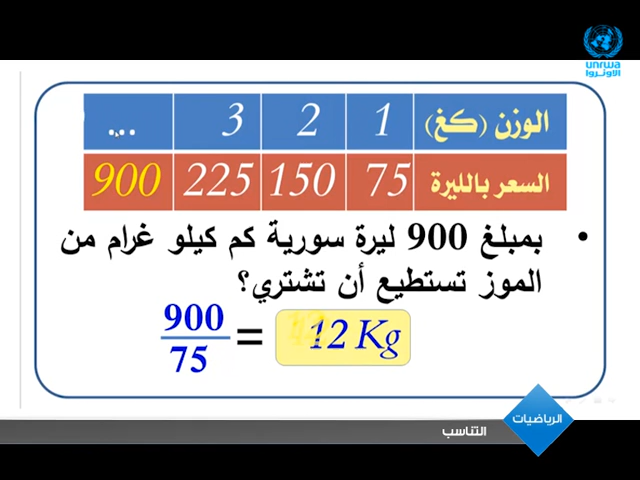 unrwa
الأونروا
الوزن (كغ) 1 2 3 ...
السعر بالليرة 75 150 225 900
• بمبلغ 900 ليرة سورية كم كيلو غرام من
الموز تستطيع أن تشتري؟
900
75
= 12 Kg
الرياضيات
التناسب